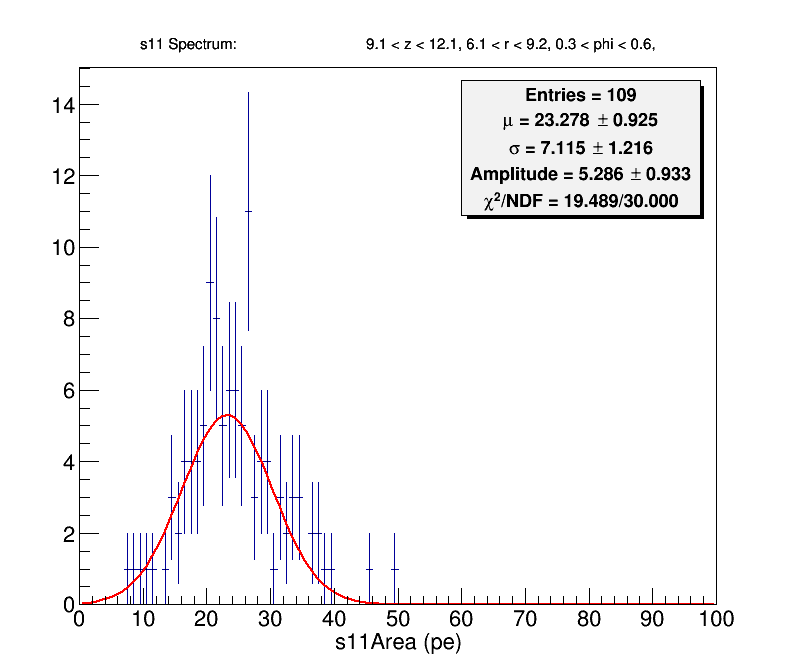 s11 Spectrum: 9.1 < z < 12.1, 6.1 < r < 9.2, 0.3 < phi < 0.6,
Entries = 109
μ = 23.278 ± 0.925
σ = 7.115 ± 1.216
Amplitude = 5.286 ± 0.933
χ²/NDF = 19.489/30.000
14
12
10
8
6
4
2
0
0 10 20 30 40 50 60 70 80 90 100
s11Area (pe)